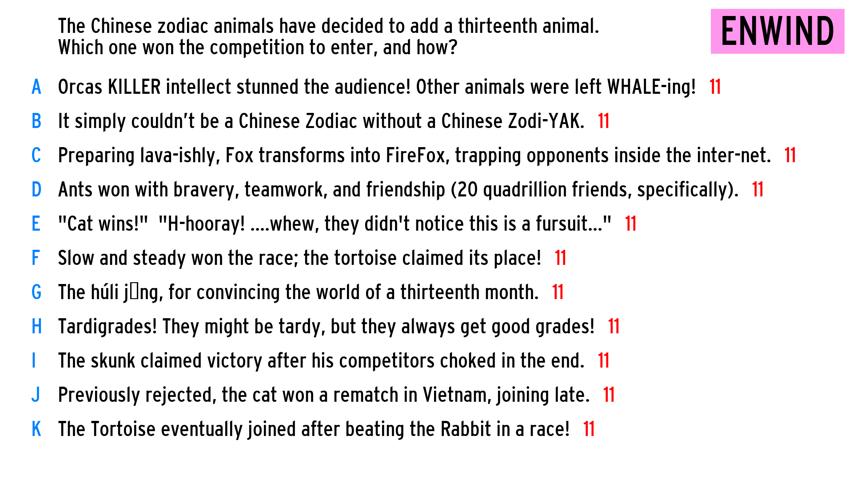 The Chinese zodiac animals have decided to add a thirteenth animal.
Which one won the competition to enter, and how?
ENWIND
A Orcas KILLER intellect stunned the audience! Other animals were left WHALE-ing! 11
B It simply couldn't be a Chinese Zodiac without a Chinese Zodi-YAK. 11
C Preparing lava-ishly, Fox transforms into FireFox, trapping opponents inside the inter-net. 11
D Ants won with bravery, teamwork, and friendship (20 quadrillion friends, specifically). 11
E "Cat wins!" "H-hooray! ....whew, they didn't notice this is a fursuit..." 11
F Slow and steady won the race; the tortoise claimed its place! 11
G The húli j▯ng, for convincing the world of a thirteenth month. 11
H Tardigrades! They might be tardy, but they always get good grades! 11
I The skunk claimed victory after his competitors choked in the end. 11
J Previously rejected, the cat won a rematch in Vietnam, joining late. 11
K The Tortoise eventually joined after beating the Rabbit in a race! 11